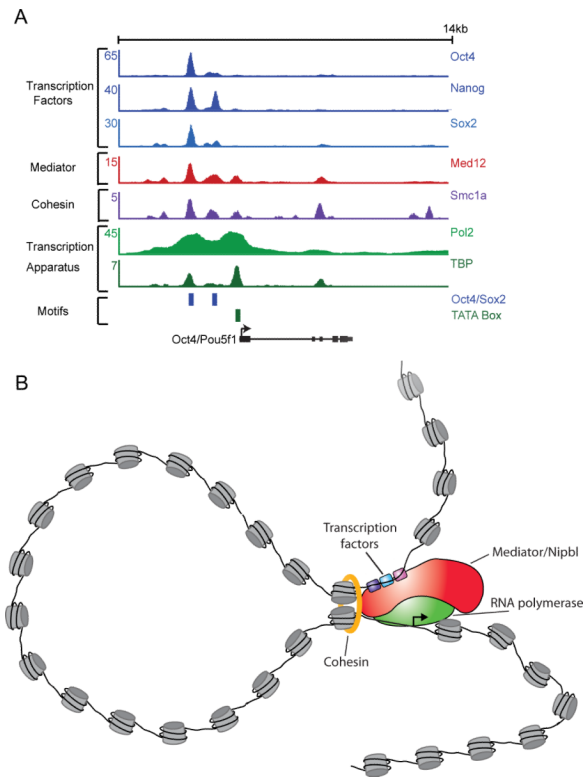 A
14kb
65
Oct4
Transcription
Factors
40
Nanog
30
Sox2
Mediator
15
Med12
Cohesin
5
Smc1a
Transcription
Apparatus
45
Pol2
7
TBP
Motifs
Oct4/Sox2
TATA Box
Oct4/Pou5f1
B
Transcription
factors
Mediator/Nipbl
RNA polymerase
Cohesin